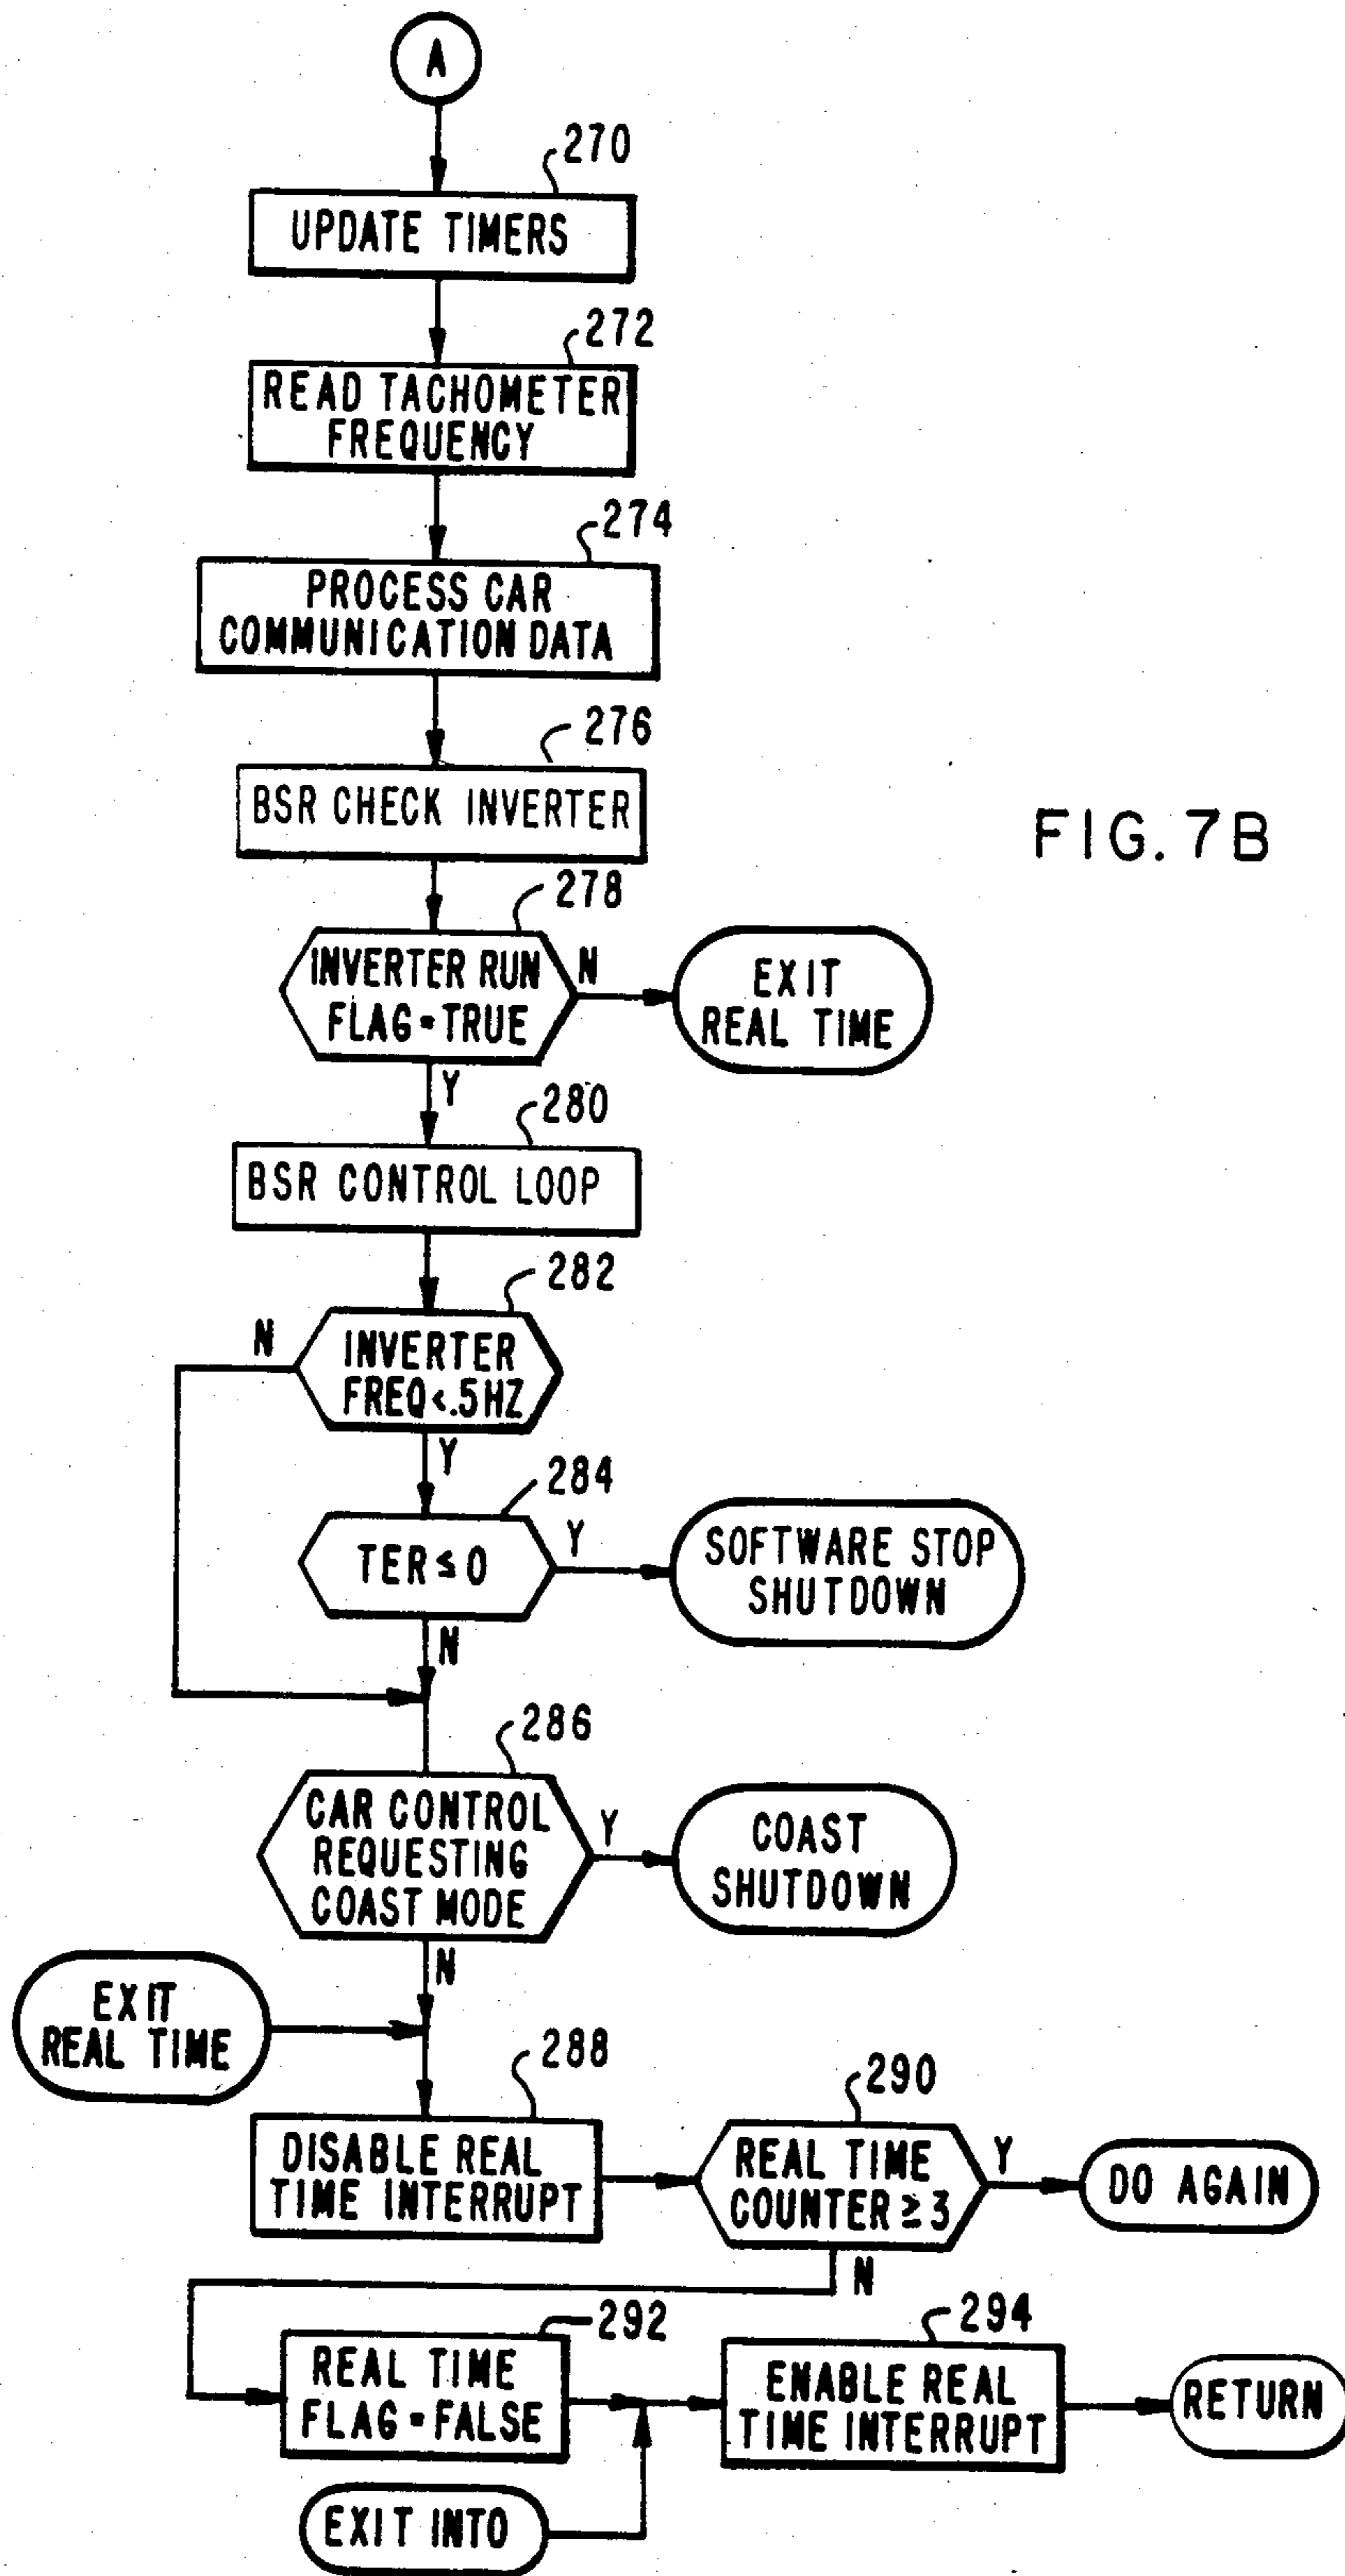 A
270
UPDATE TIMERS
272
READ TACHOMETER
FREQUENCY
274
PROCESS CAR
COMMUNICATION DATA
276
BSR CHECK INVERTER
FIG. 7B
278
INVERTER RUN
FLAG = TRUE
N
EXIT
REAL TIME
Y
280
BSR CONTROL LOOP
282
N
INVERTER
FREQ < .5HZ
Y
284
TER ≤ 0
Y
SOFTWARE STOP
SHUTDOWN
N
286
CAR CONTROL
REQUESTING
COAST MODE
Y
COAST
SHUTDOWN
N
EXIT
REAL TIME
288
DISABLE REAL
TIME INTERRUPT
290
REAL TIME
COUNTER ≥ 3
Y
DO AGAIN
N
292
REAL TIME
FLAG = FALSE
294
ENABLE REAL
TIME INTERRUPT
RETURN
EXIT INTO